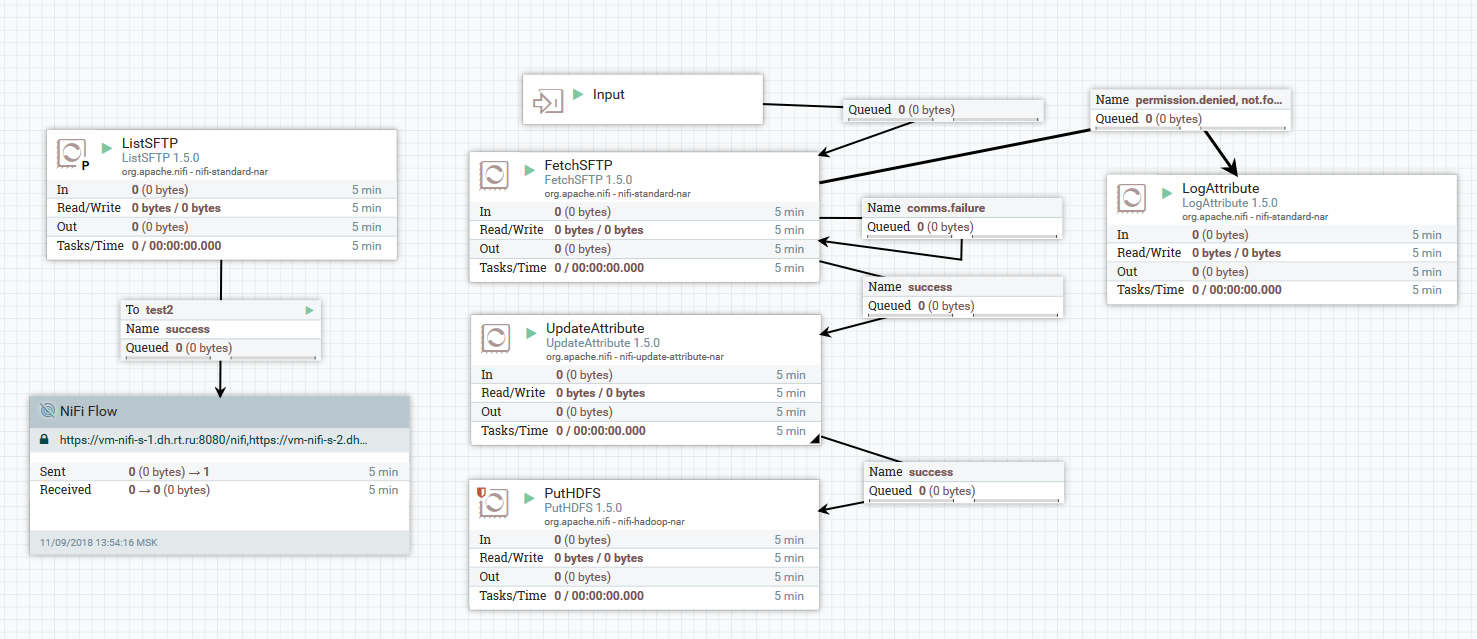 ListSFTP
P
ListSFTP 1.5.0
org.apache.nifi - nifi-standard-nar
In 0 (0 bytes) 5 min
Read/Write 0 bytes / 0 bytes
Out 0 (0 bytes) 5 min
Tasks/Time 0 / 00:00:00.000 5 min
To test2
Name success
Queued 0 (0 bytes)
NiFi Flow
https://vm-nifi-s-1.dh.rt.ru:8080/nifi,https://vm-nifi-s-2.dh...
Sent 0 (0 bytes) → 1 5 min
Received 0 → 0 (0 bytes) 5 min
11/09/2018 13:54:16 MSK
Input
Queued 0 (0 bytes)
FetchSFTP
FetchSFTP 1.5.0
org.apache.nifi - nifi-standard-nar
In 0 (0 bytes) 5 min
Read/Write 0 bytes / 0 bytes 5 min
Out 0 (0 bytes) 5 min
Tasks/Time 0 / 00:00:00.000 5 min
Name comms.failure
Queued 0 (0 bytes)
Name success
Queued 0 (0 bytes)
UpdateAttribute
UpdateAttribute 1.5.0
org.apache.nifi - nifi-update-attribute-nar
In 0 (0 bytes) 5 min
Read/Write 0 bytes / 0 bytes 5 min
Out 0 (0 bytes) 5 min
Tasks/Time 0 / 00:00:00.000 5 min
Name success
Queued 0 (0 bytes)
PutHDFS
PutHDFS 1.5.0
org.apache.nifi - nifi-hadoop-nar
In 0 (0 bytes) 5 min
Read/Write 0 bytes / 0 bytes 5 min
Out 0 (0 bytes) 5 min
Tasks/Time 0 / 00:00:00.000 5 min
Name permission.denied, not.fo...
Queued 0 (0 bytes)
LogAttribute
LogAttribute 1.5.0
org.apache.nifi - nifi-standard-nar
In 0 (0 bytes) 5 min
Read/Write 0 bytes / 0 bytes 5 min
Out 0 (0 bytes) 5 min
Tasks/Time 0 / 00:00:00.000 5 min